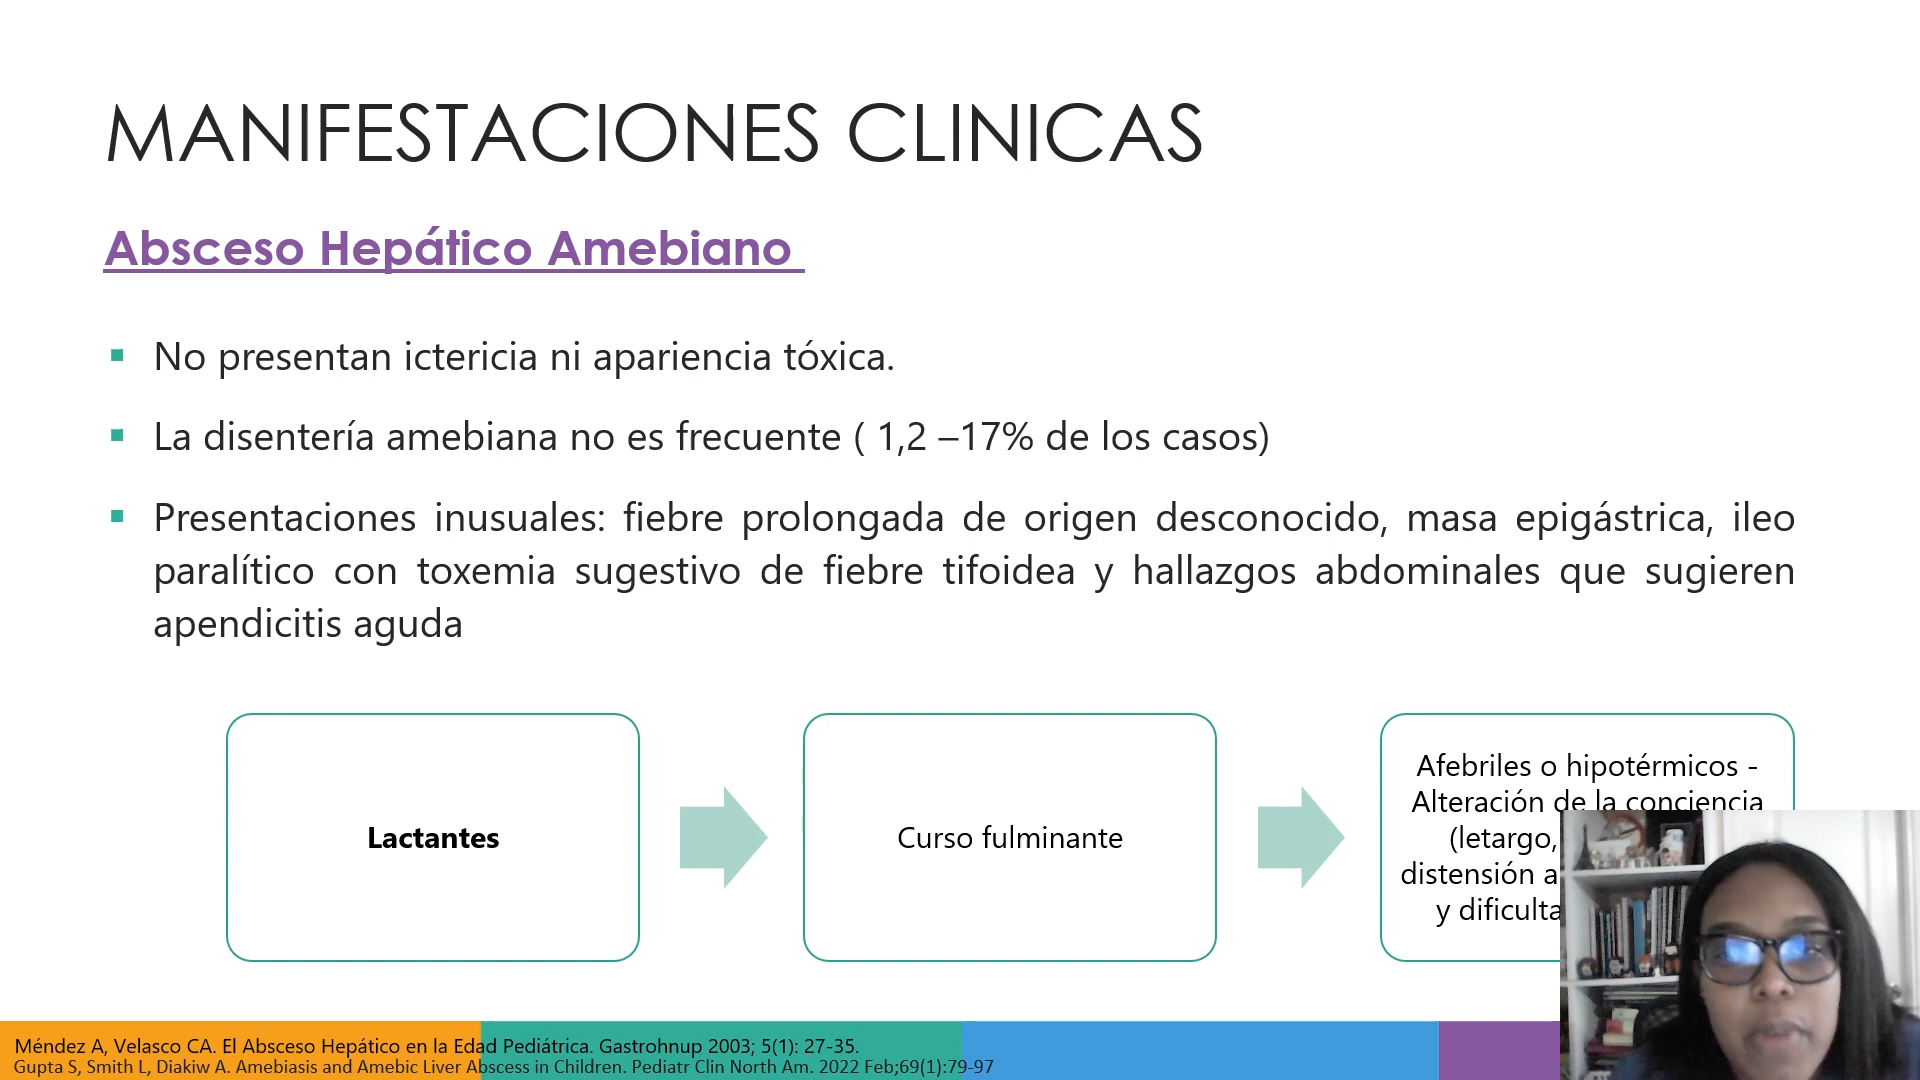 MANIFESTACIONES CLINICAS
Absceso Hepático Amebiano
▪ No presentan ictericia ni apariencia tóxica.
▪ La disentería amebiana no es frecuente ( 1,2 –17% de los casos)
▪ Presentaciones inusuales: fiebre prolongada de origen desconocido, masa epigástrica, ileo
paralítico con toxemia sugestivo de fiebre tifoidea y hallazgos abdominales que sugieren
apendicitis aguda
Lactantes
Curso fulminante
Afebriles o hipotérmicos -
Alteración de la conciencia
(letargo,
distensión
y
Méndez A, Velasco CA. El Absceso Hepático en la Edad Pediátrica. Gastrohnup 2003; 5(1): 27-35.
Gupta S, Smith L, Diakiw A. Amebiasis and Amebic Liver Abscess in Children. Pediatr Clin North Am. 2022 Feb;69(1):79-97